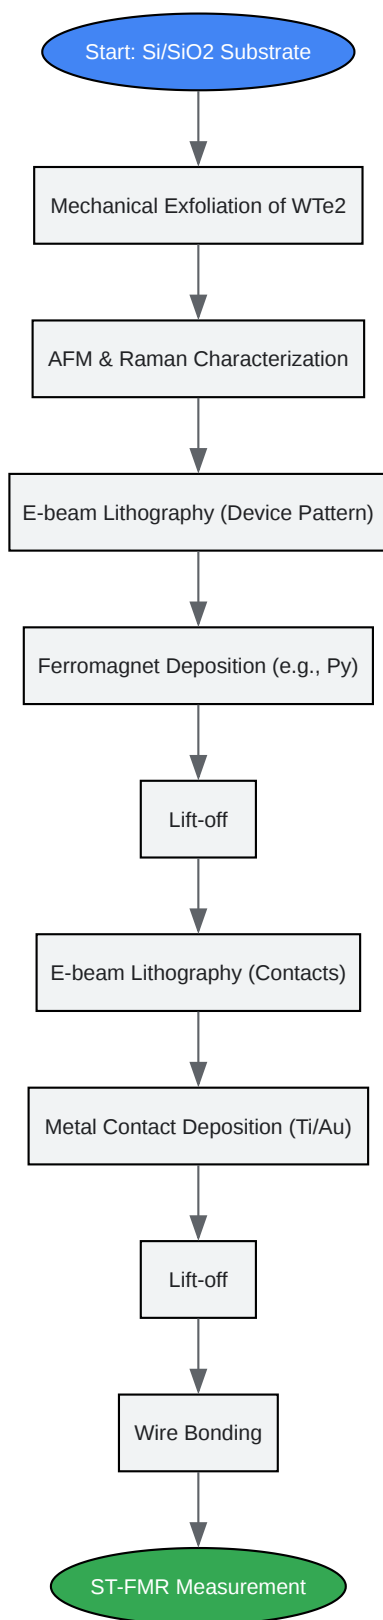 Start: Si/SiO2 Substrate
Mechanical Exfoliation of WTe2
AFM & Raman Characterization
E-beam Lithography (Device Pattern)
Ferromagnet Deposition (e.g., Py)
Lift-off
E-beam Lithography (Contacts)
Metal Contact Deposition (Ti/Au)
Lift-off
Wire Bonding
ST-FMR Measurement